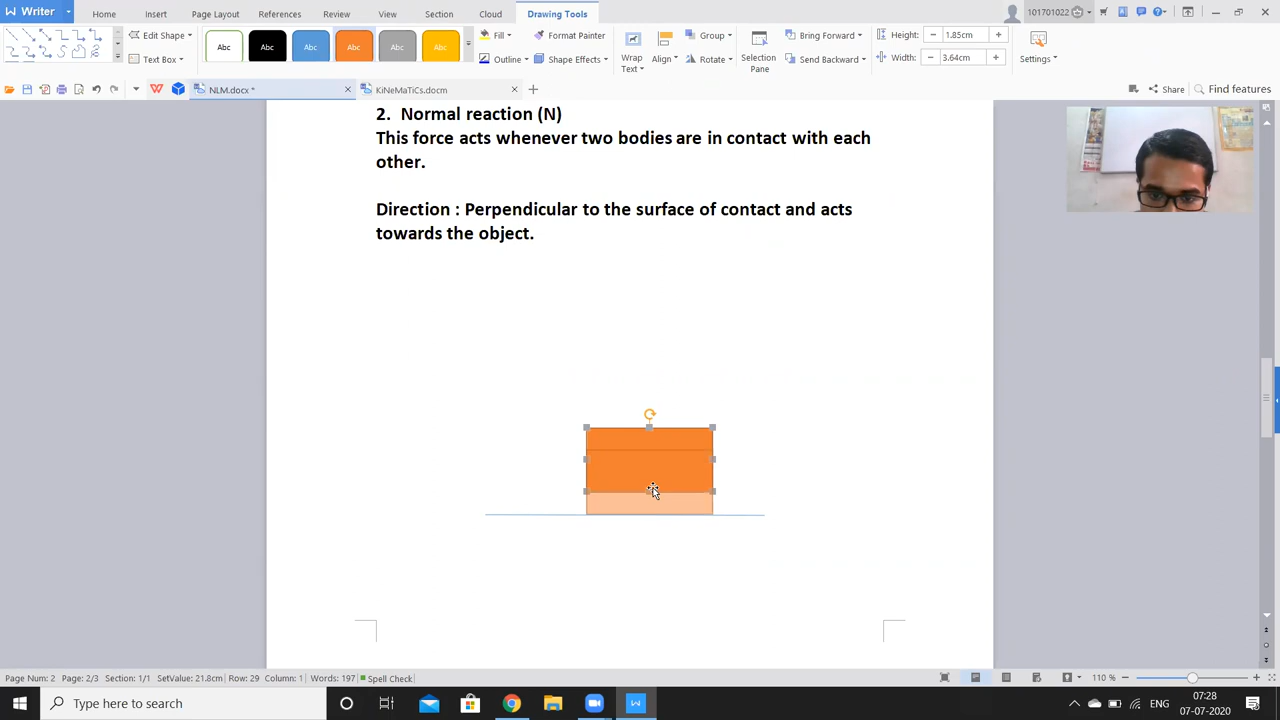 Writer
Home
Insert
Page Layout
References
Review
View
Section
Cloud
Drawing Tools
101701022
Edit Shape
Text Box
Abc Abc Abc Abc Abc Abc
Fill
Format Painter
Outline
Shape Effects
Wrap
Text
Align
Group
Rotate
Selection
Pane
Bring Forward
Send Backward
Height: 1.85cm
Width: 3.64cm
Settings
NLM.docx *
KiNeMaTiCs.docm
Share
Find features
2. Normal reaction (N)
This force acts whenever two bodies are in contact with each
other.
Direction : Perpendicular to the surface of contact and acts
towards the object.
Page Num: 2 Page: 2/3 Section: 1/1 SetValue: 21.8cm Row: 29 Column: 1 Words: 197 Spell Check
110 %
Type here to search
ENG
07:28
07-07-2020